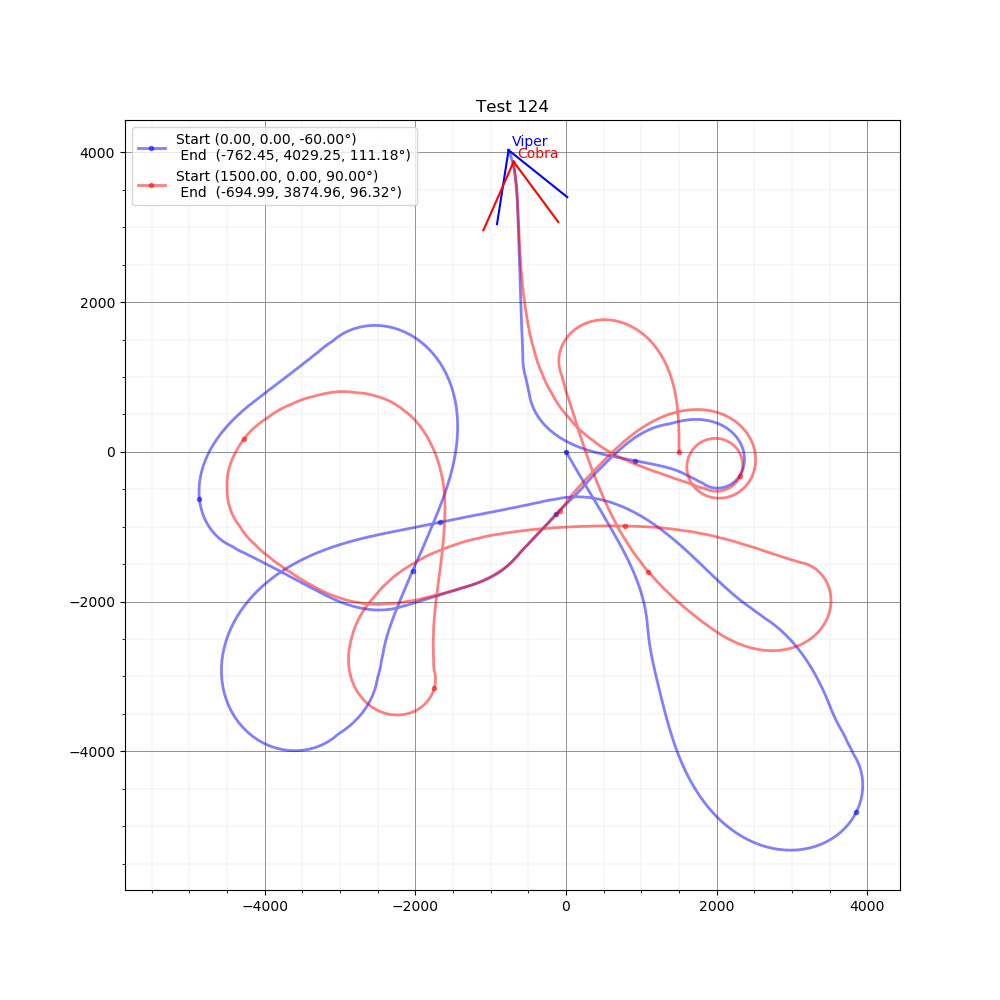 Test 124
Start (0.00, 0.00, -60.00°)
End (-762.45, 4029.25, 111.18°)
Start (1500.00, 0.00, 90.00°)
End (-694.99, 3874.96, 96.32°)
Viper
Cobra
4000
2000
0
−2000
−4000
−4000
−2000
0
2000
4000